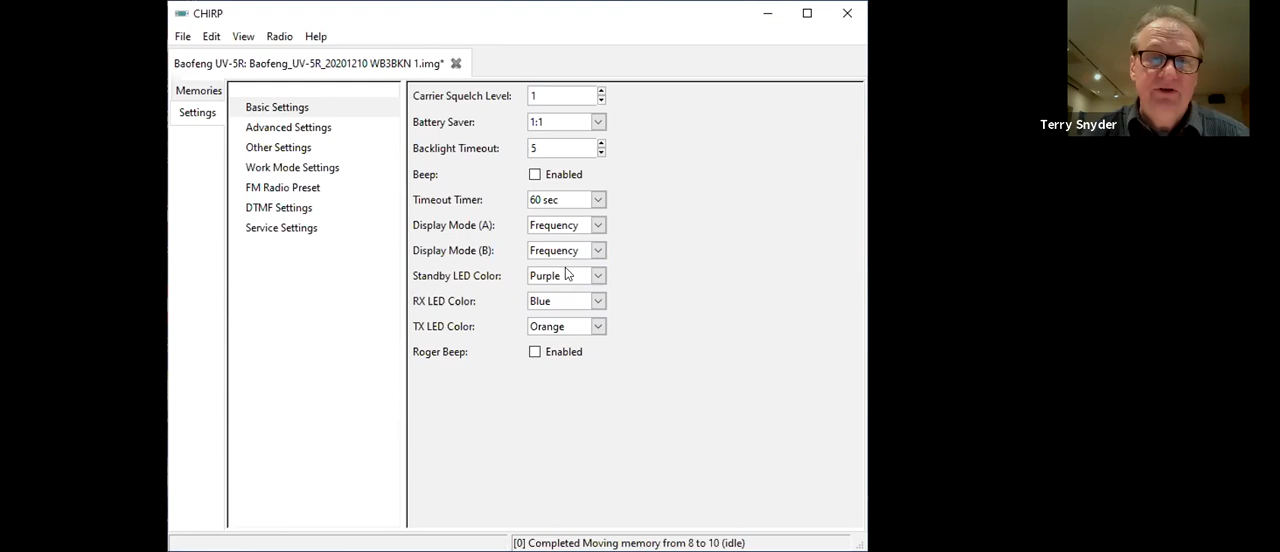 CHIRP
File Edit View Radio Help
Baofeng UV-5R: Baofeng_UV-5R_20201210 WB3BKN 1.img*
Memories
Settings
Basic Settings
Advanced Settings
Other Settings
Work Mode Settings
FM Radio Preset
DTMF Settings
Service Settings
Carrier Squelch Level: 1
Battery Saver: 1:1
Backlight Timeout: 5
Beep: Enabled
Timeout Timer: 60 sec
Display Mode (A): Frequency
Display Mode (B): Frequency
Standby LED Color: Purple
RX LED Color: Blue
TX LED Color: Orange
Roger Beep: Enabled
[0] Completed Moving memory from 8 to 10 (idle)
Terry Snyder